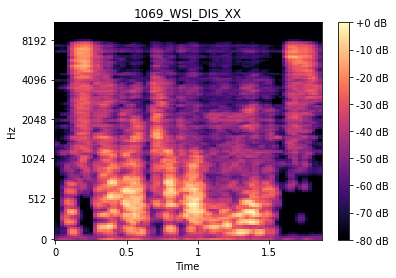 1069_WSI_DIS_XX
8192
4096
2048
1024
512
0
Hz
0
0.5
1
1.5
Time
+0 dB
-10 dB
-20 dB
-30 dB
-40 dB
-50 dB
-60 dB
-70 dB
-80 dB